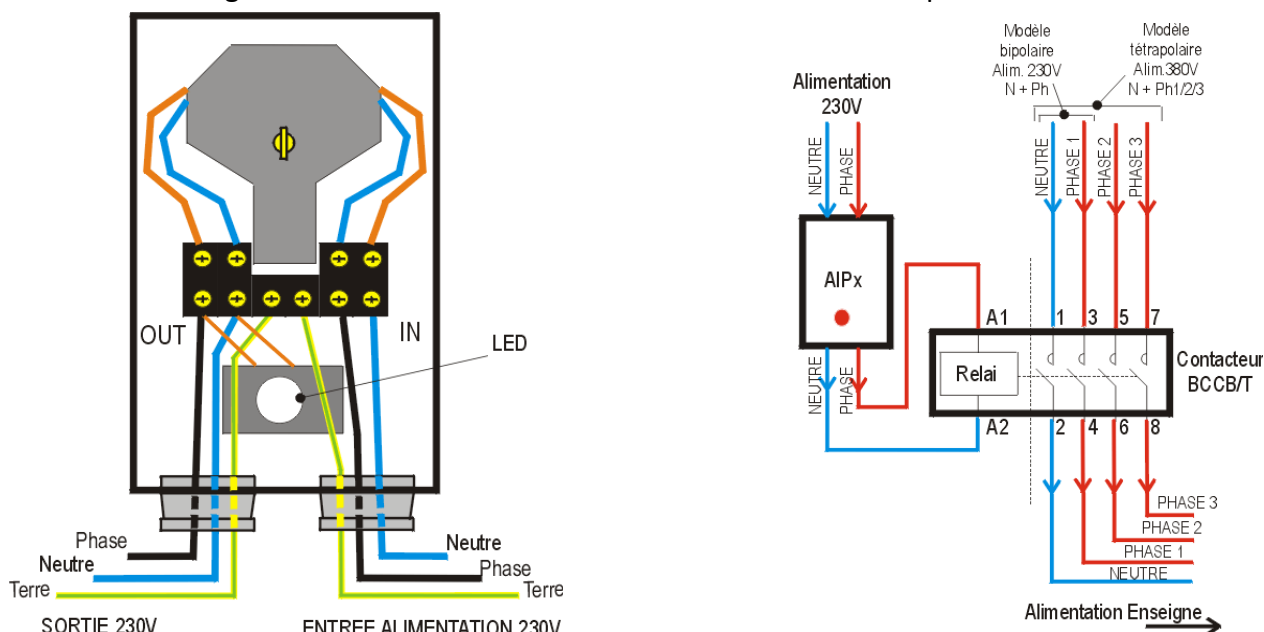 OUT
IN
LED
Phase
Neutre
Terre
Neutre
Phase
Terre
SORTIE 230V
ENTREE ALIMENTATION 230V
Modèle
bipolaire
Alim. 230V
N + Ph
Modèle
tétrapolaire
Alim.380V
N + Ph1/2/3
Alimentation
230V
NEUTRE
PHASE
NEUTRE
PHASE 1
PHASE 2
PHASE 3
AIPx
NEUTRE
PHASE
A1
1
3
5
7
Relai
Contacteur
BCCB/T
A2
2
4
6
8
PHASE 3
PHASE 2
PHASE 1
NEUTRE
Alimentation Enseigne